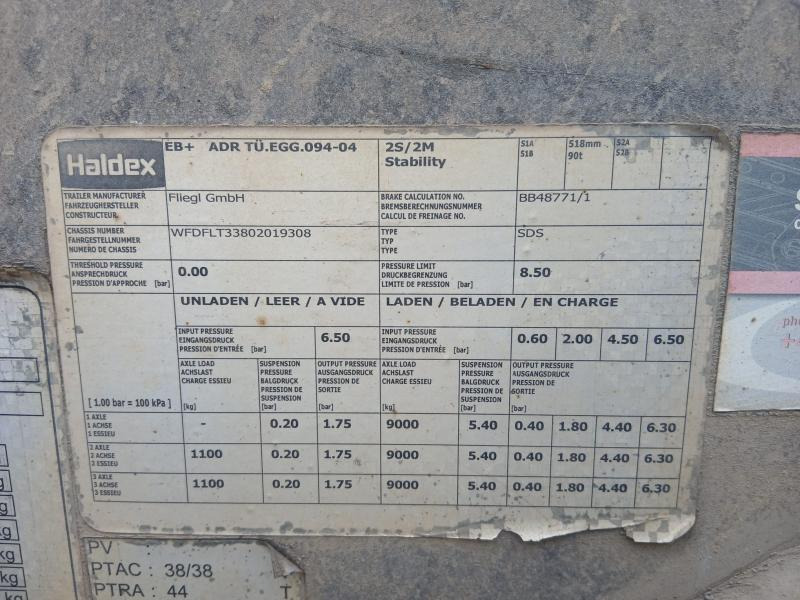 Haldex
EB+ ADR TÜ.EGG.094-04
2S/2M
Stability
S1A
S1B
518mm
90t
S2A
S2B
TRAILER MANUFACTURER
FAHRZEUGHERSTELLER
CONSTRUCTEUR
Fliegl GmbH
BRAKE CALCULATION NO.
BREMSBERECHNUNGSNUMMER
CALCUL DE FREINAGE NO.
BB48771/1
CHASSIS NUMBER
FAHRGESTELLNUMMER
NUMERO DE CHASSIS
WFDFLT33802019308
TYPE
TYP
TYPE
SDS
THRESHOLD PRESSURE
ANSPRECHDRUCK
PRESSION D'APPROCHE [bar]
0.00
PRESSURE LIMIT
DRUCKBEGRENZUNG
LIMITE DE PRESSION [bar]
8.50
UNLADEN / LEER / A VIDE
LADEN / BELADEN / EN CHARGE
INPUT PRESSURE
EINGANGSDRUCK
PRESSION D'ENTRÉE [bar]
6.50
INPUT PRESSURE
EINGANGSDRUCK
PRESSION D'ENTRÉE [bar]
0.60 2.00 4.50 6.50
[ 1.00 bar = 100 kPa ]
AXLE LOAD
ACHSLAST
CHARGE ESSIEU
[kg]
SUSPENSION
PRESSURE
BALGDRUCK
PRESSION DE
SUSPENSION
[bar]
OUTPUT PRESSURE
AUSGANGSDRUCK
PRESSION DE
SORTIE
[bar]
AXLE LOAD
ACHSLAST
CHARGE ESSIEU
[kg]
SUSPENSION
PRESSURE
BALGDRUCK
PRESSION DE
SUSPENSION
[bar]
OUTPUT PRESSURE
AUSGANGSDRUCK
PRESSION DE
SORTIE
[bar]
1 AXLE
1 ACHSE
1 ESSIEU
- 0.20 1.75 9000 5.40 0.40 1.80 4.40 6.30
2 AXLE
2 ACHSE
2 ESSIEU
1100 0.20 1.75 9000 5.40 0.40 1.80 4.40 6.30
3 AXLE
3 ACHSE
3 ESSIEU
1100 0.20 1.75 9000 5.40 0.40 1.80 4.40 6.30
PV :
PTAC : 38/38
PTRA : 44 T
kg
kg
kg